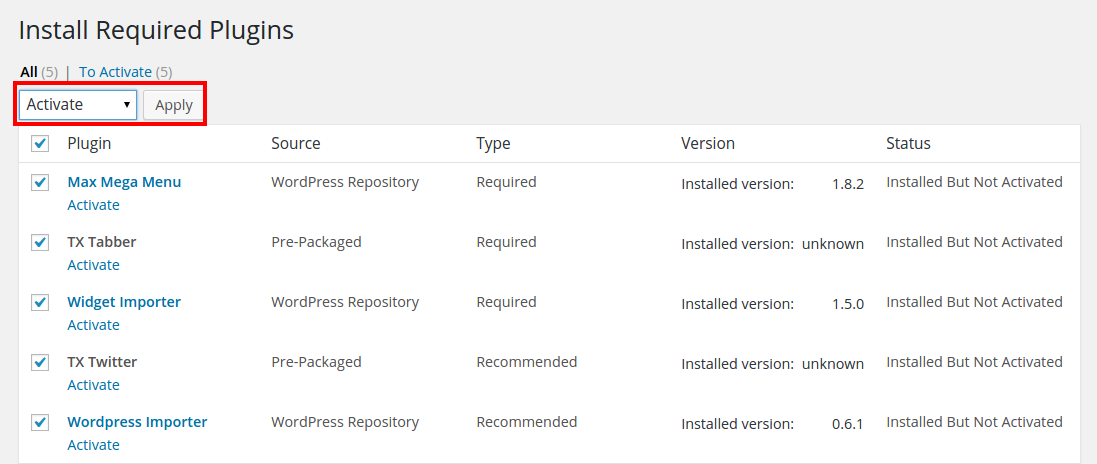 Install Required Plugins
All (5) | To Activate (5)
Activate Apply
Plugin Source Type Version Status
Max Mega Menu WordPress Repository Required Installed version: 1.8.2 Installed But Not Activated
Activate
TX Tabber Pre-Packaged Required Installed version: unknown Installed But Not Activated
Activate
Widget Importer WordPress Repository Required Installed version: 1.5.0 Installed But Not Activated
Activate
TX Twitter Pre-Packaged Recommended Installed version: unknown Installed But Not Activated
Activate
Wordpress Importer WordPress Repository Recommended Installed version: 0.6.1 Installed But Not Activated
Activate